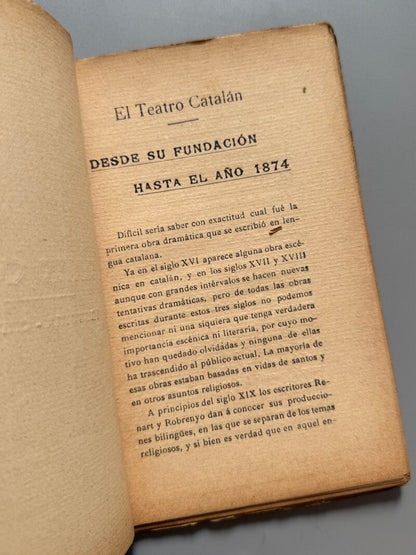 El Teatro Catalán
DESDE SU FUNDACIÓN
HASTA EL AÑO 1874
Difícil sería saber con exactitud cual fué la
primera obra dramática que se escribió en len-
gua catalana.
Ya en el siglo XVI aparece alguna obra escé-
nica en catalán, y en los siglos XVII y XVIII
aunque con grandes intérvalos se hacen nuevas
tentativas dramáticas, pero de todas las obras
escritas durante estos tres siglos no podemos
mencionar ni una siquiera que tenga verdadera
importancia escénica ni literaria, por cuyo mo-
tivo han quedado olvidadas y ninguna de ellas
ha trascendido al público actual. La mayoría de
esas obras estaban basadas en vidas de santos y
en otros asuntos religiosos.
A principios del siglo XIX los escritores Re-
nart y Robrenyo dan á conocer sus produccio-
nes bilingües, en las que se separan de los temas
religiosos, y si bien es verdad que en aquel en-